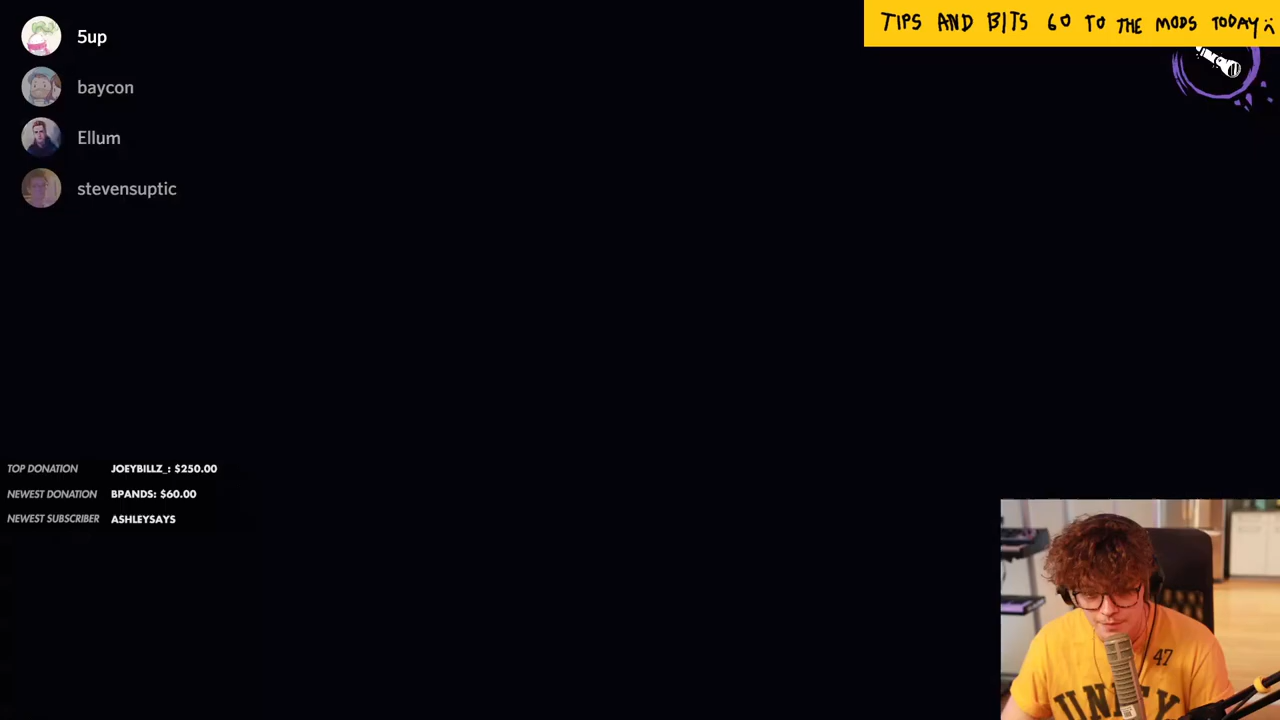 TIPS AND BITS GO TO THE MODS TODAY
5up
baycon
Ellum
stevensuptic
TOP DONATION JOEYBILLZ_: $250.00
NEWEST DONATION BPANDS: $60.00
NEWEST SUBSCRIBER ASHLEYSAYS
47